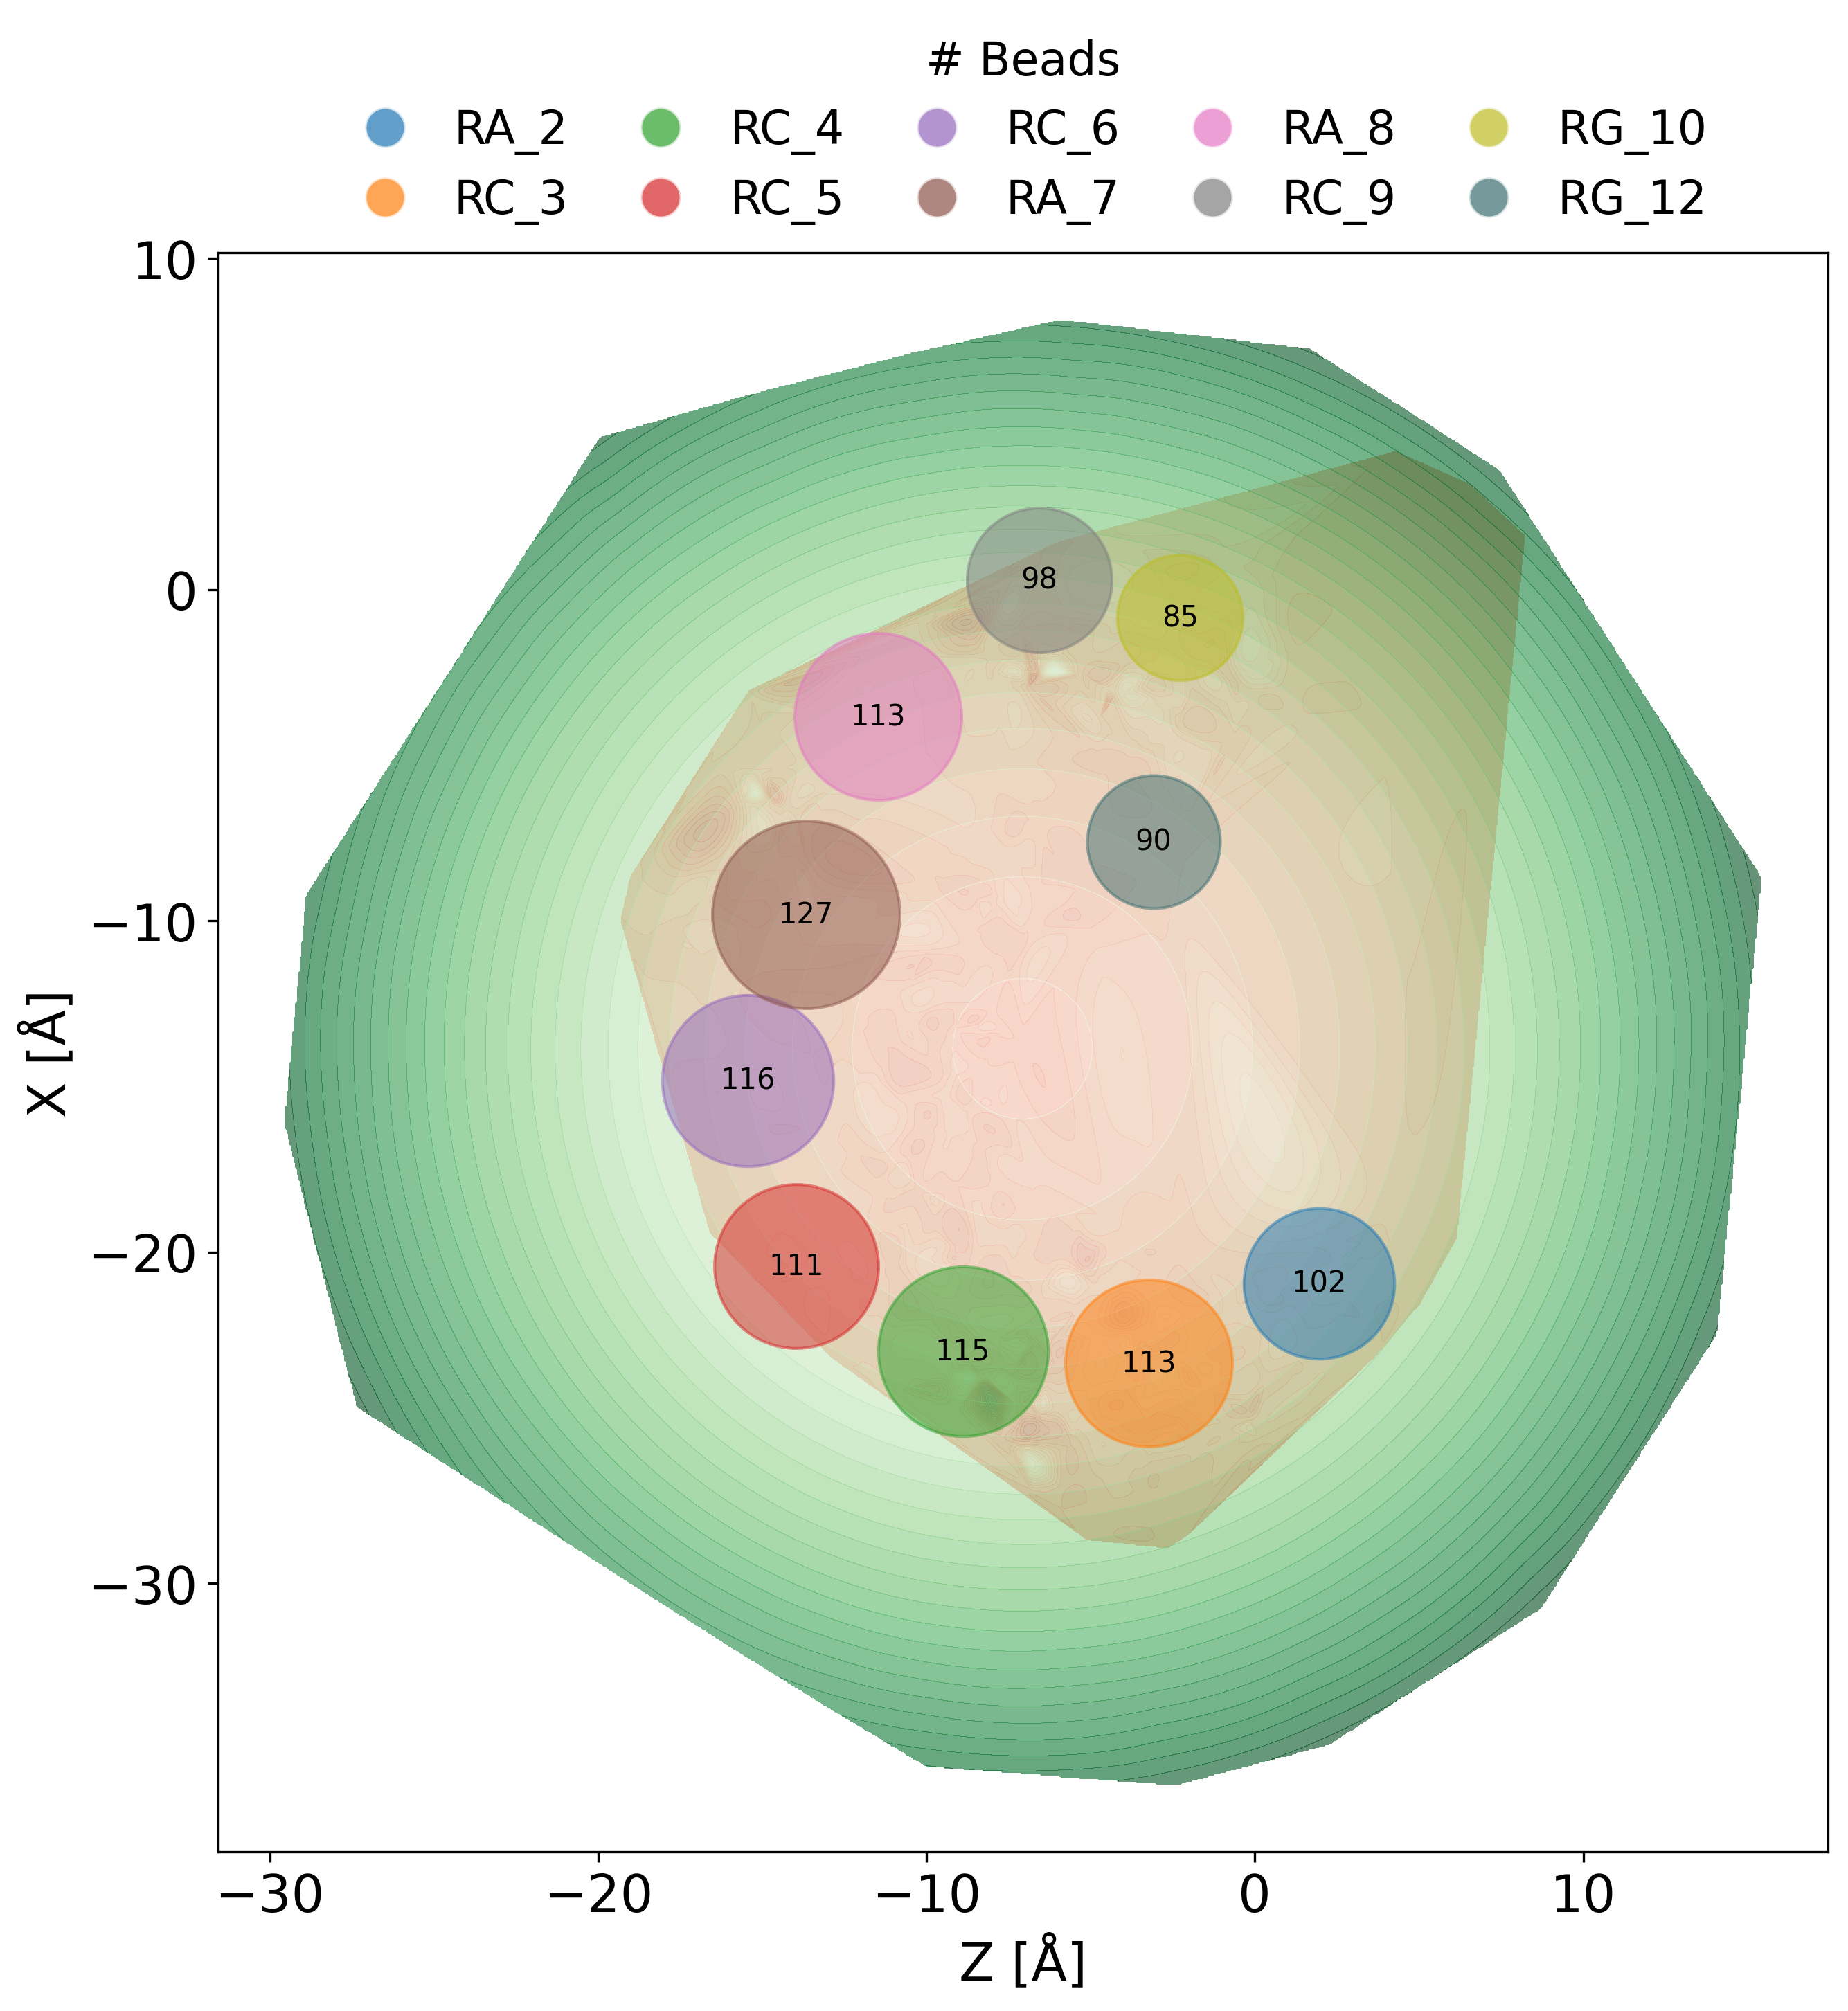 # Beads
RA_2 RC_4 RC_6 RA_8 RG_10
RC_3 RC_5 RA_7 RC_9 RG_12
10
0
−10
−20
−30
X [Å]
98
85
113
90
127
116
111
102
115
113
−30 −20 −10 0 10
Z [Å]